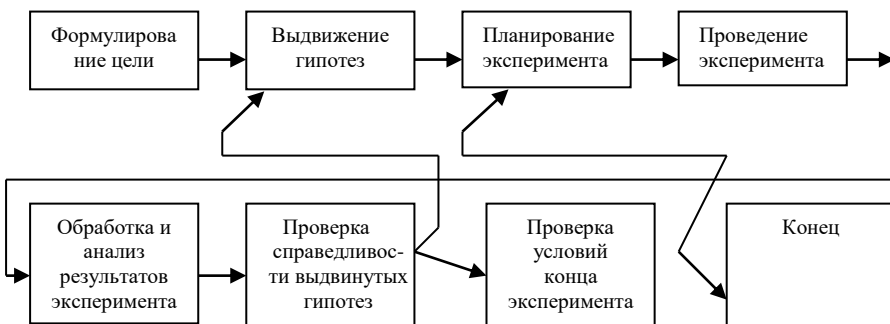 Формулирова
ние цели
Выдвижение
гипотез
Планирование
эксперимента
Проведение
эксперимента
Обработка и
анализ
результатов
эксперимента
Проверка
справедливос-
ти выдвинутых
гипотез
Проверка
условий
конца
эксперимента
Конец